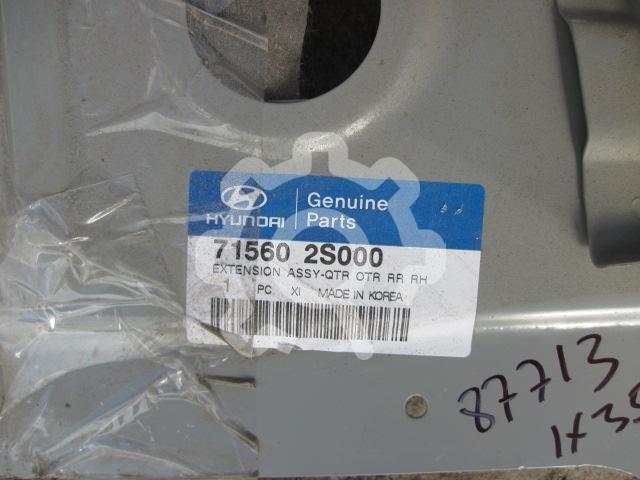 HYUNDAI
Genuine
Parts
71560 2S000
EXTENSION ASSY-QTR OTR RR RH
1 PC XI MADE IN KOREA
87713